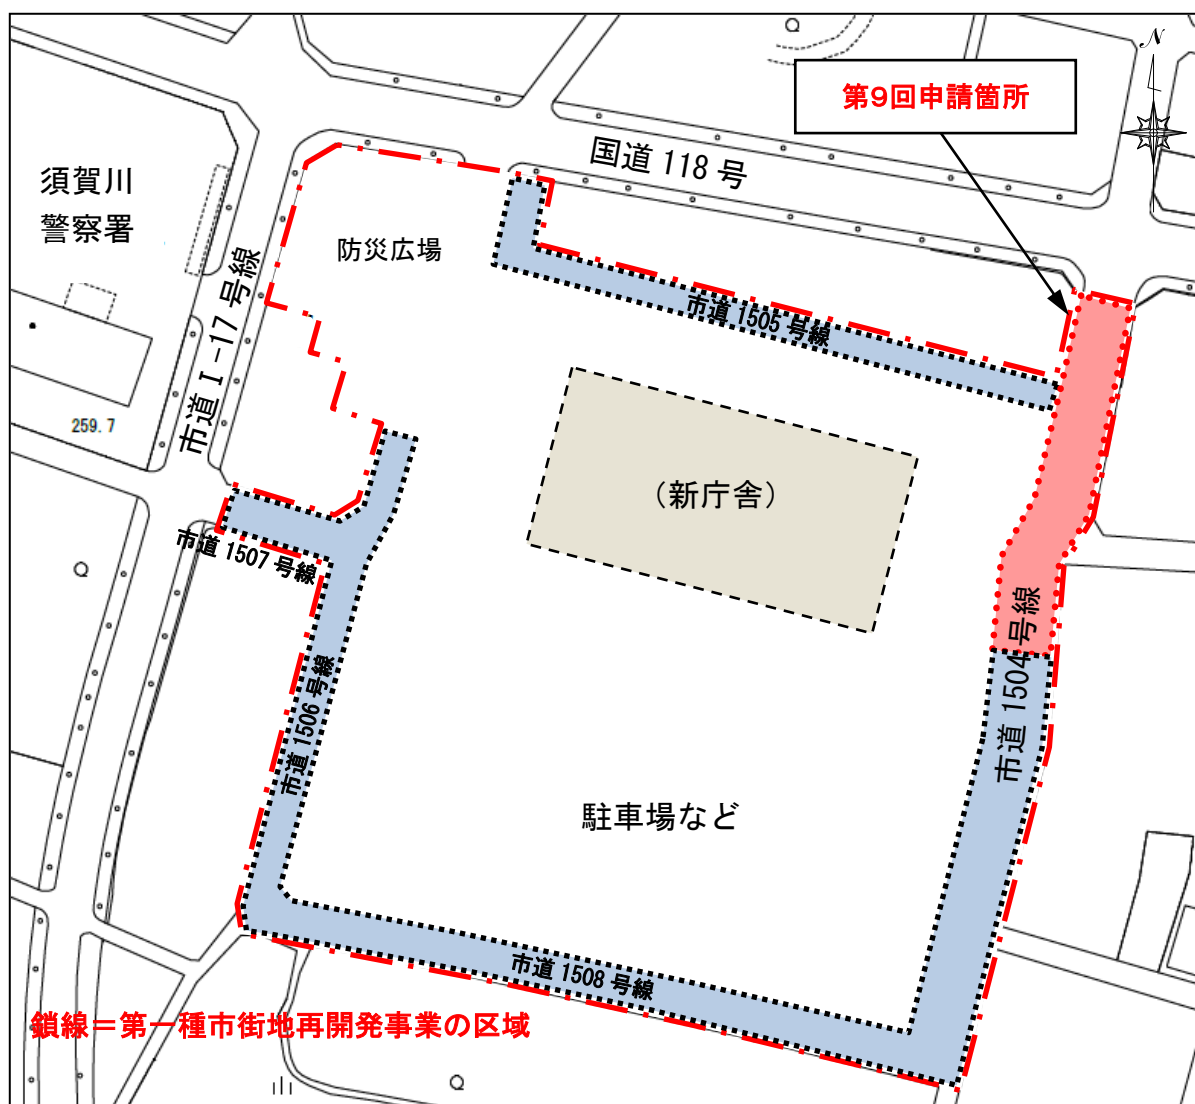 N
第9回申請箇所
国道 118 号
須賀川
警察署
防災広場
市道Ⅰ-17 号線
市道 1505 号線
259.7
(新庁舎)
市道 1507 号線
市道 1504 号線
市道 1506 号線
駐車場など
市道 1508 号線
鎖線＝第一種市街地再開発事業の区域